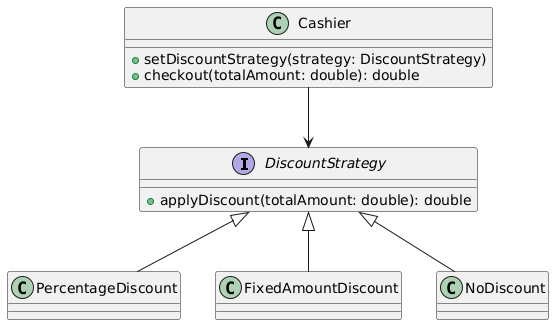 C Cashier
setDiscountStrategy(strategy: DiscountStrategy)
checkout(totalAmount: double): double
I DiscountStrategy
applyDiscount(totalAmount: double): double
C PercentageDiscount
C FixedAmountDiscount
C NoDiscount